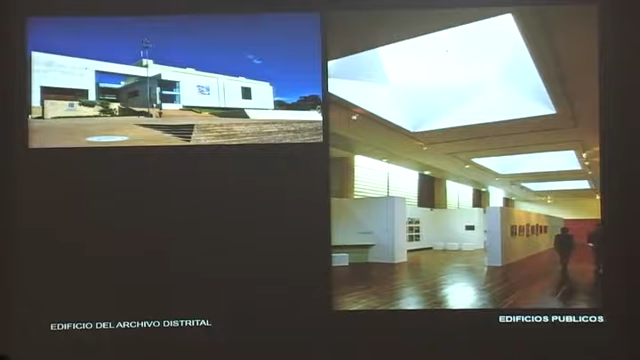 EDIFICIO DEL ARCHIVO DISTRITAL
EDIFICIOS PUBLICOS